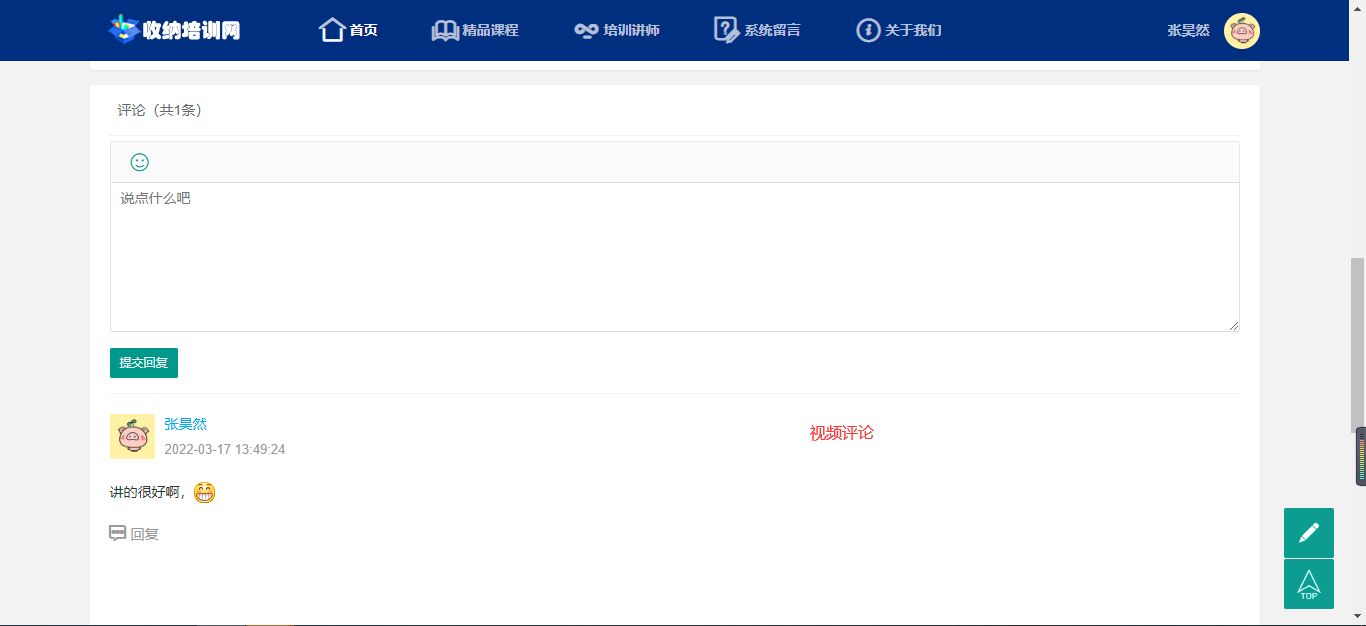 收纳培训网 首页 精品课程 培训讲师 系统留言 关于我们 张昊然
评论（共1条）
说点什么吧
提交回复
张昊然
2022-03-17 13:49:24
视频评论
讲的很好啊，
回复
TOP